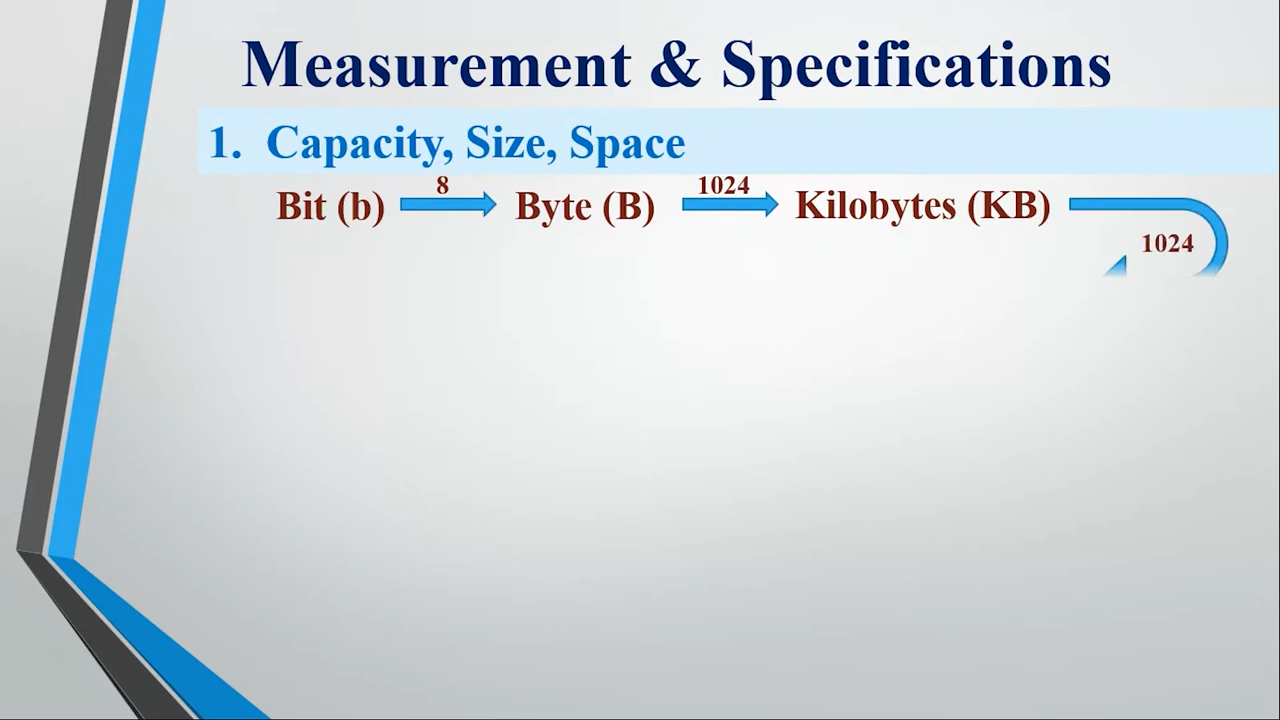 Measurement & Specifications
1. Capacity, Size, Space
8 1024
Bit (b) Byte (B) Kilobytes (KB)
1024